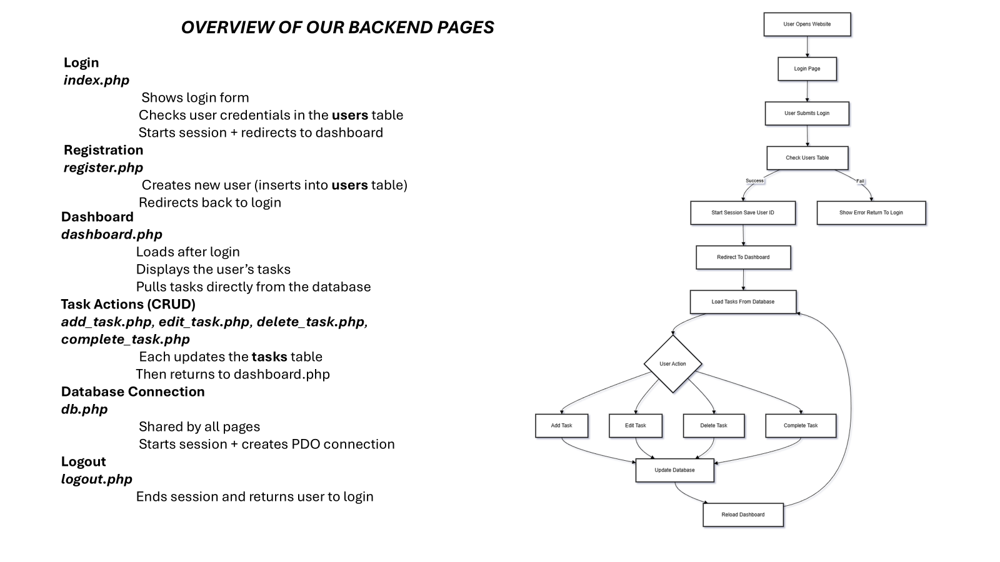 OVERVIEW OF OUR BACKEND PAGES
Login
index.php
Shows login form
Checks user credentials in the users table
Starts session + redirects to dashboard
Registration
register.php
Creates new user (inserts into users table)
Redirects back to login
Dashboard
dashboard.php
Loads after login
Displays the user’s tasks
Pulls tasks directly from the database
Task Actions (CRUD)
add_task.php, edit_task.php, delete_task.php,
complete_task.php
Each updates the tasks table
Then returns to dashboard.php
Database Connection
db.php
Shared by all pages
Starts session + creates PDO connection
Logout
logout.php
Ends session and returns user to login
User Opens Website
Login Page
User Submits Login
Check Users Table
Success
Fail
Start Session Save User ID
Show Error Return To Login
Redirect To Dashboard
Load Tasks From Database
User Action
Add Task
Edit Task
Delete Task
Complete Task
Update Database
Reload Dashboard